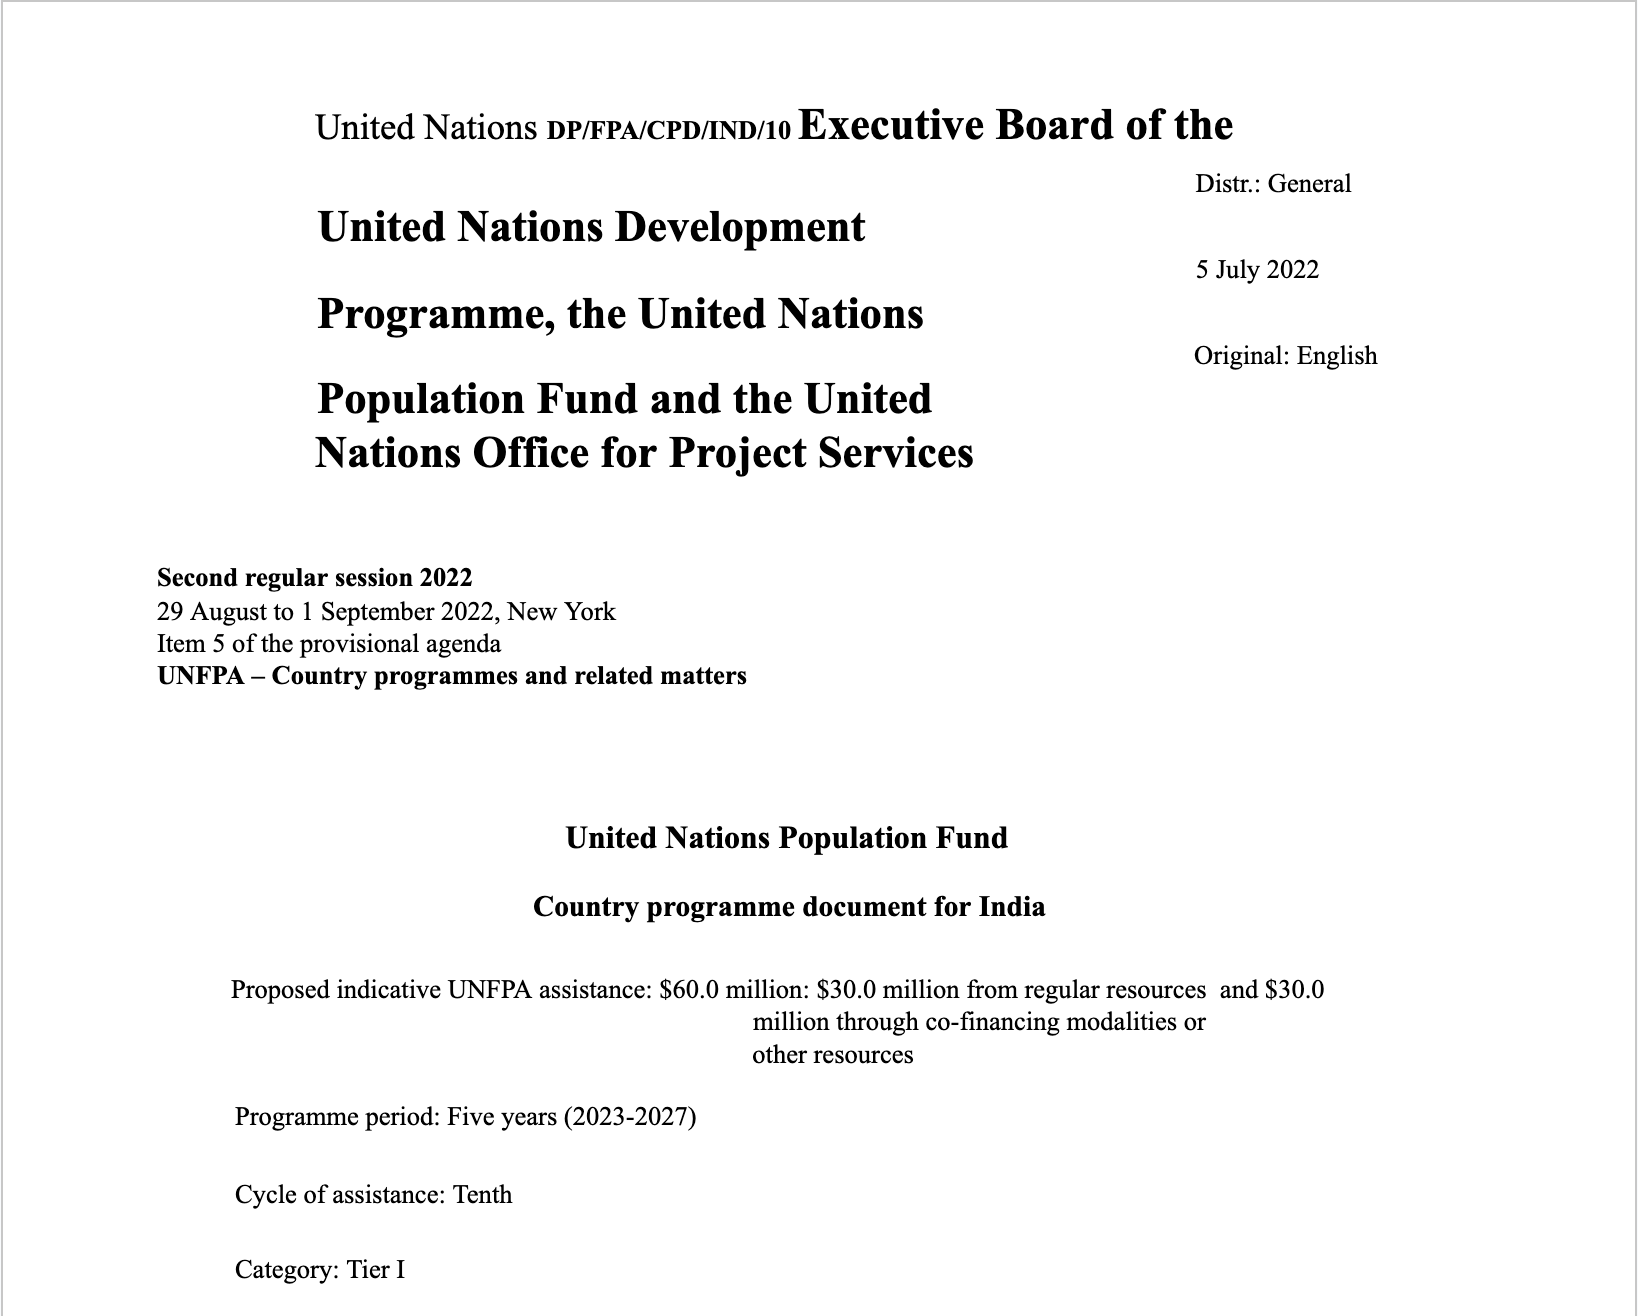 United Nations DP/FPA/CPD/IND/10 Executive Board of the
Distr.: General
United Nations Development
5 July 2022
Programme, the United Nations
Original: English
Population Fund and the United
Nations Office for Project Services
Second regular session 2022
29 August to 1 September 2022, New York
Item 5 of the provisional agenda
UNFPA – Country programmes and related matters
United Nations Population Fund
Country programme document for India
Proposed indicative UNFPA assistance: $60.0 million: $30.0 million from regular resources  and $30.0
million through co-financing modalities or
other resources
Programme period: Five years (2023-2027)
Cycle of assistance: Tenth
Category: Tier I